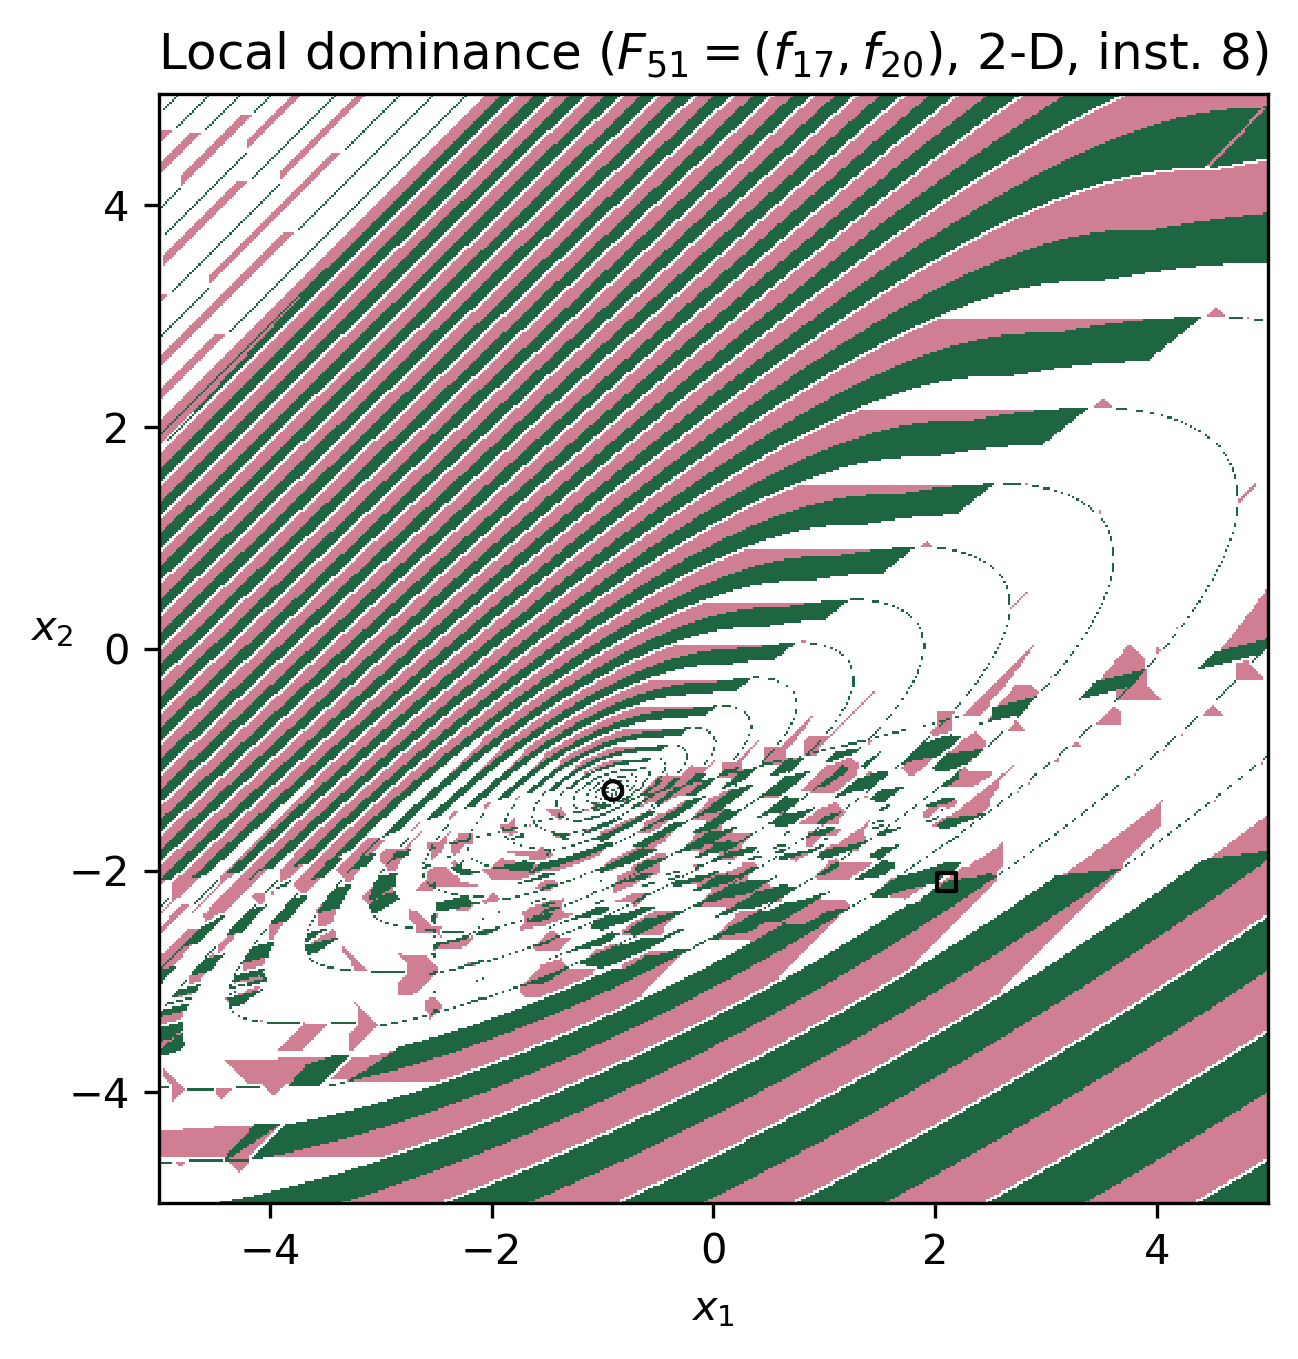 Local dominance (F₅₁ = (f₁₇, f₂₀), 2-D, inst. 8)
4
2
x₂
0
−2
−4
−4 −2 0 2 4
x₁